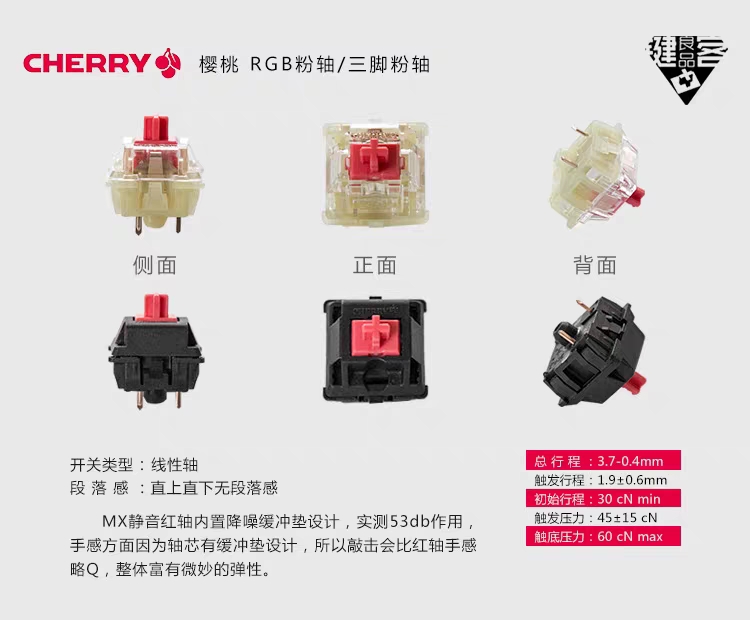 CHERRY 樱桃 RGB粉轴/三脚粉轴
键良品客
侧面
正面
背面
CHERRY
开关类型：线性轴
段 落 感 ：直上直下无段落感
MX静音红轴内置降噪缓冲垫设计，实测53db作用，
手感方面因为轴芯有缓冲垫设计，所以敲击会比红轴手感
略Q，整体富有微妙的弹性。
总 行 程 ：3.7-0.4mm
触发行程：1.9±0.6mm
初始行程：30 cN min
触发压力：45±15 cN
触底压力：60 cN max